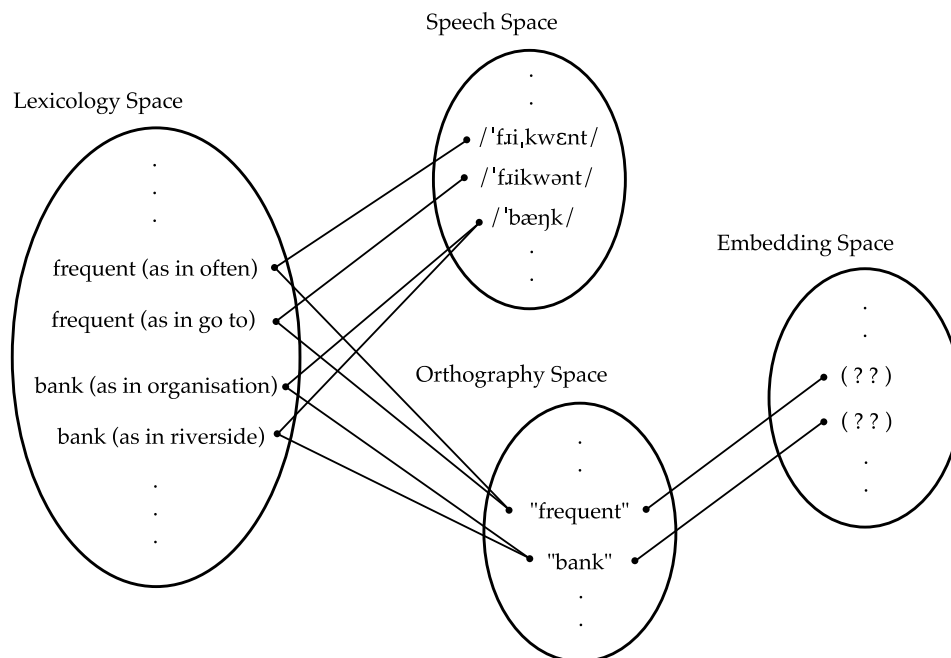 Speech Space
Lexicology Space
/ˈfɹiˌkwɛnt/
/ˈfɹikwənt/
/ˈbæŋk/
Embedding Space
frequent (as in often)
frequent (as in go to)
bank (as in organisation)
bank (as in riverside)
Orthography Space
(??)
(??)
"frequent"
"bank"